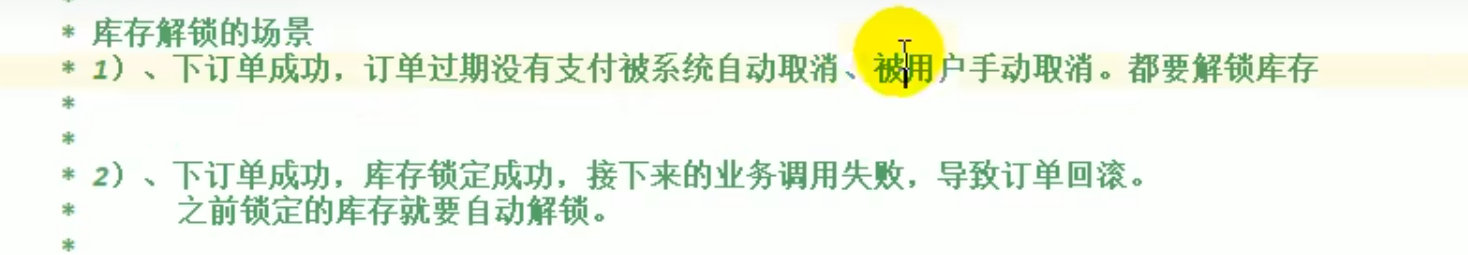 *
* 库存解锁的场景
* 1）、下订单成功，订单过期没有支付被系统自动取消、被用户手动取消。都要解锁库存
*
*
* 2）、下订单成功，库存锁定成功，接下来的业务调用失败，导致订单回滚。
* 之前锁定的库存就要自动解锁。
*